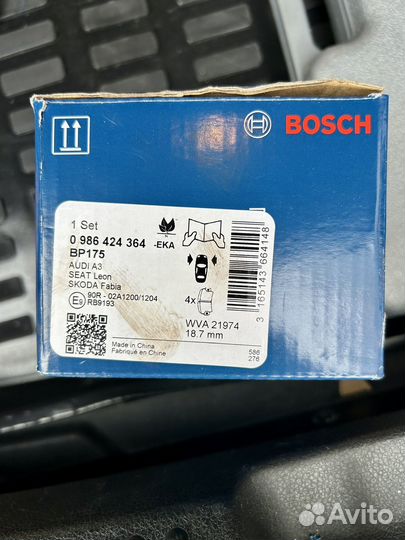 BOSCH
1 Set
0 986 424 364 -EKA
BP175
AUDI A3
SEAT Leon
SKODA Fabia
E9 90R - 02A1200/1204
RB9193
4x
WVA 21974
18.7 mm
Made in China
Fabriqué en Chine
586
276
3 165143 664148
Avito